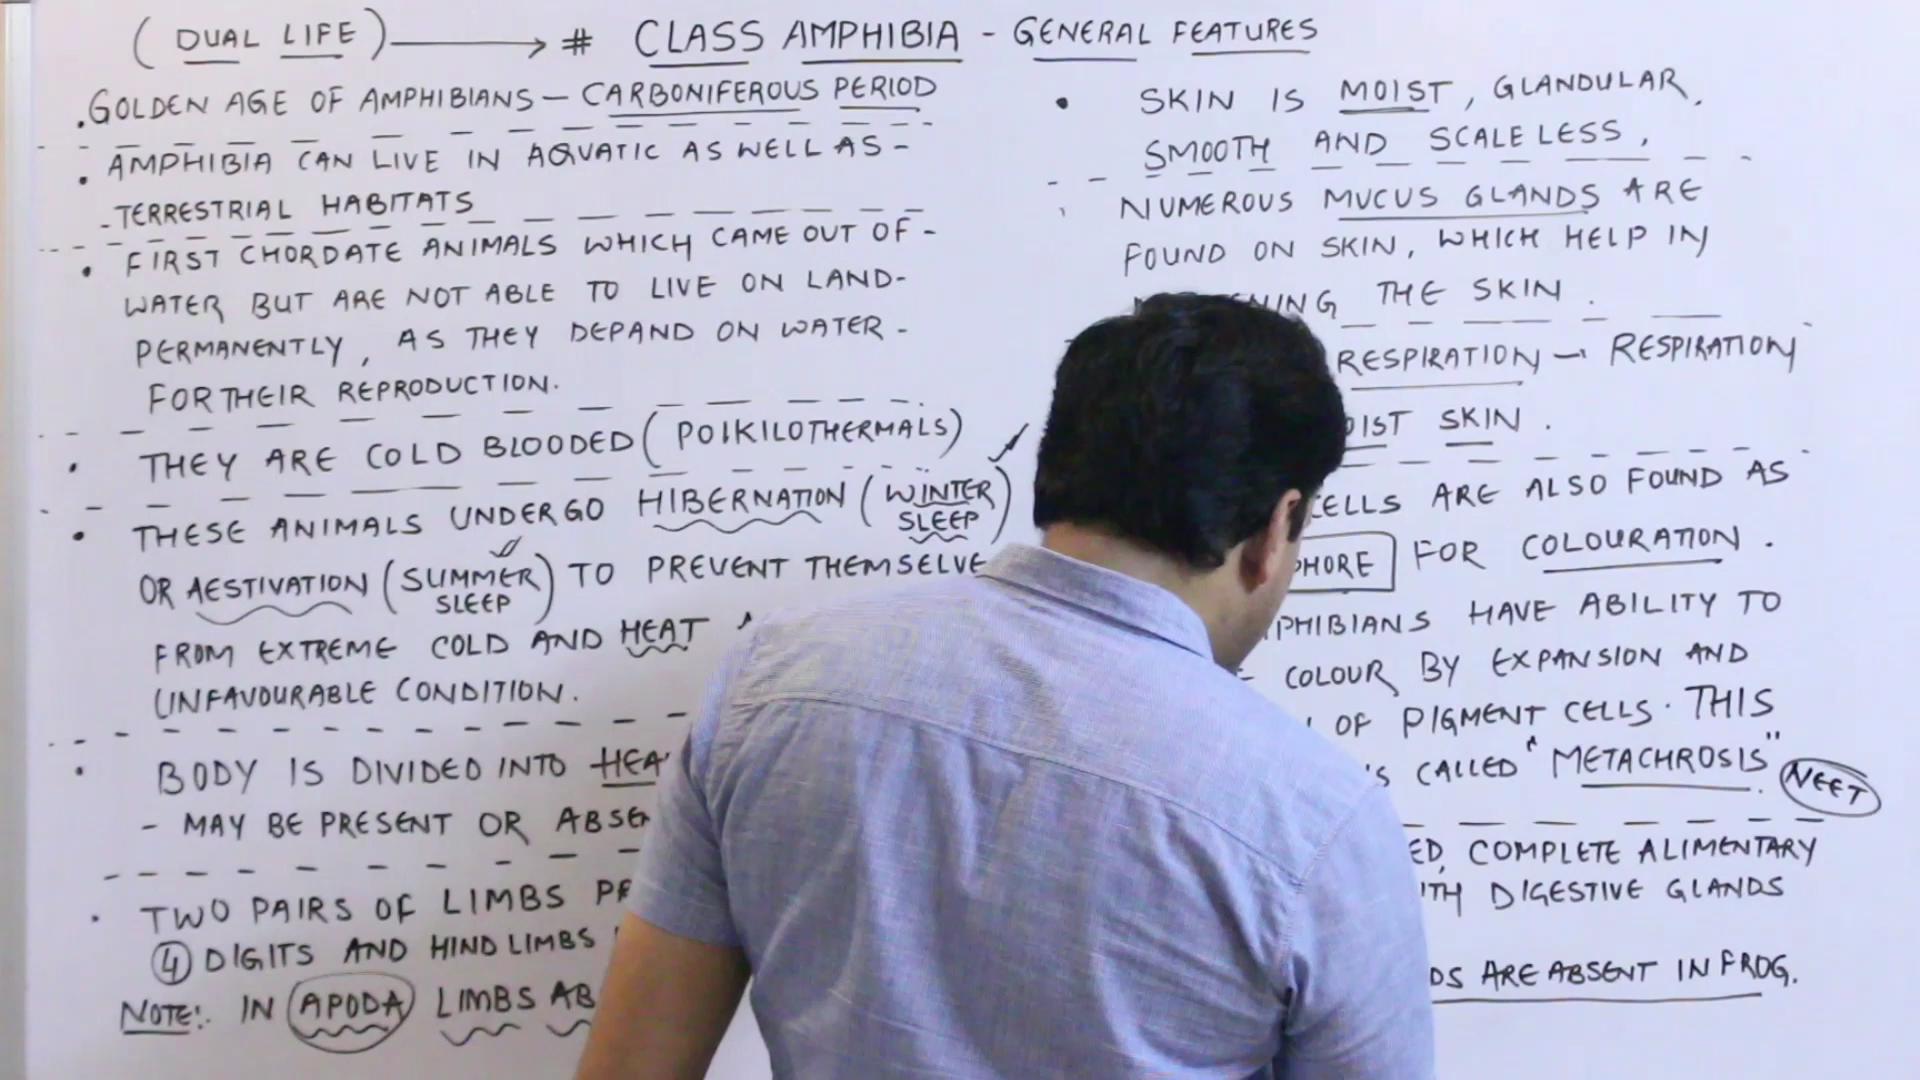 (DUAL LIFE) → # CLASS AMPHIBIA - GENERAL FEATURES
. GOLDEN AGE OF AMPHIBIANS - CARBONIFEROUS PERIOD
• AMPHIBIA CAN LIVE IN AQUATIC AS WELL AS -
- TERRESTRIAL HABITATS
• FIRST CHORDATE ANIMALS WHICH CAME OUT OF -
WATER BUT ARE NOT ABLE TO LIVE ON LAND-
PERMANENTLY, AS THEY DEPAND ON WATER -
FOR THEIR REPRODUCTION.
• THEY ARE COLD BLOODED (POIKILOTHERMALS)
• THESE ANIMALS UNDERGO HIBERNATION (WINTER SLEEP)
OR AESTIVATION (SUMMER SLEEP) TO PREVENT THEMSELVE
FROM EXTREME COLD AND HEAT
UNFAVOURABLE CONDITION.
• BODY IS DIVIDED INTO HEA
- MAY BE PRESENT OR ABSEN
• TWO PAIRS OF LIMBS PR
4 DIGITS AND HIND LIMBS
NOTE:. IN APODA LIMBS AB
• SKIN IS MOIST, GLANDULAR,
SMOOTH AND SCALELESS,
NUMEROUS MUCUS GLANDS ARE
FOUND ON SKIN, WHICH HELP IN
NING THE SKIN.
RESPIRATION → RESPIRATION
OIST SKIN.
CELLS ARE ALSO FOUND AS
PHORE FOR COLOURATION.
PHIBIANS HAVE ABILITY TO
COLOUR BY EXPANSION AND
OF PIGMENT CELLS. THIS
S CALLED "METACHROSIS" NEET
ED, COMPLETE ALIMENTARY
ITH DIGESTIVE GLANDS
DS ARE ABSENT IN FROG.